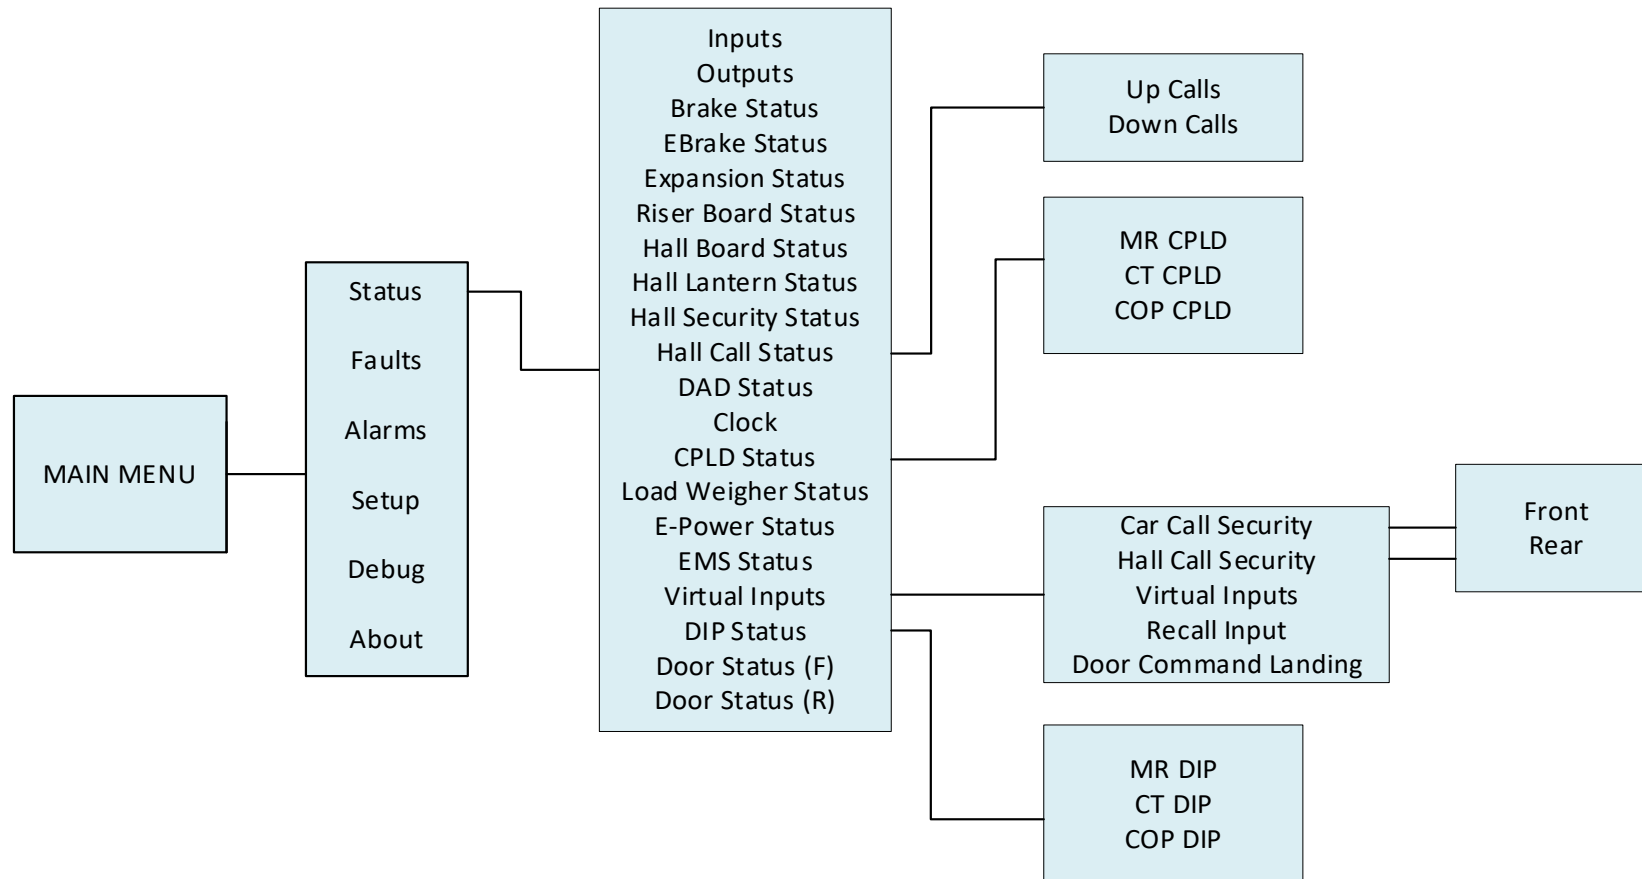 MAIN MENU
Status
Faults
Alarms
Setup
Debug
About
Inputs
Outputs
Brake Status
EBrake Status
Expansion Status
Riser Board Status
Hall Board Status
Hall Lantern Status
Hall Security Status
Hall Call Status
DAD Status
Clock
CPLD Status
Load Weigher Status
E-Power Status
EMS Status
Virtual Inputs
DIP Status
Door Status (F)
Door Status (R)
Up Calls
Down Calls
MR CPLD
CT CPLD
COP CPLD
Car Call Security
Hall Call Security
Virtual Inputs
Recall Input
Door Command Landing
Front
Rear
MR DIP
CT DIP
COP DIP